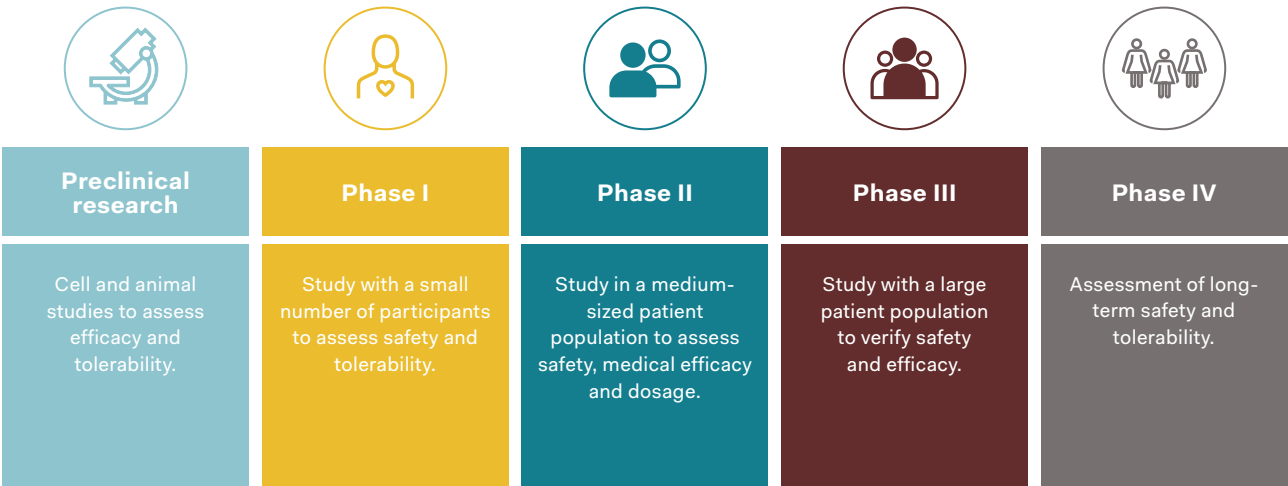 Preclinical
research
Phase I
Phase II
Phase III
Phase IV
Cell and animal
studies to assess
efficacy and
tolerability.
Study with a small
number of participants
to assess safety and
tolerability.
Study in a medium-
sized patient
population to assess
safety, medical efficacy
and dosage.
Study with a large
patient population
to verify safety
and efficacy.
Assessment of long-
term safety and
tolerability.